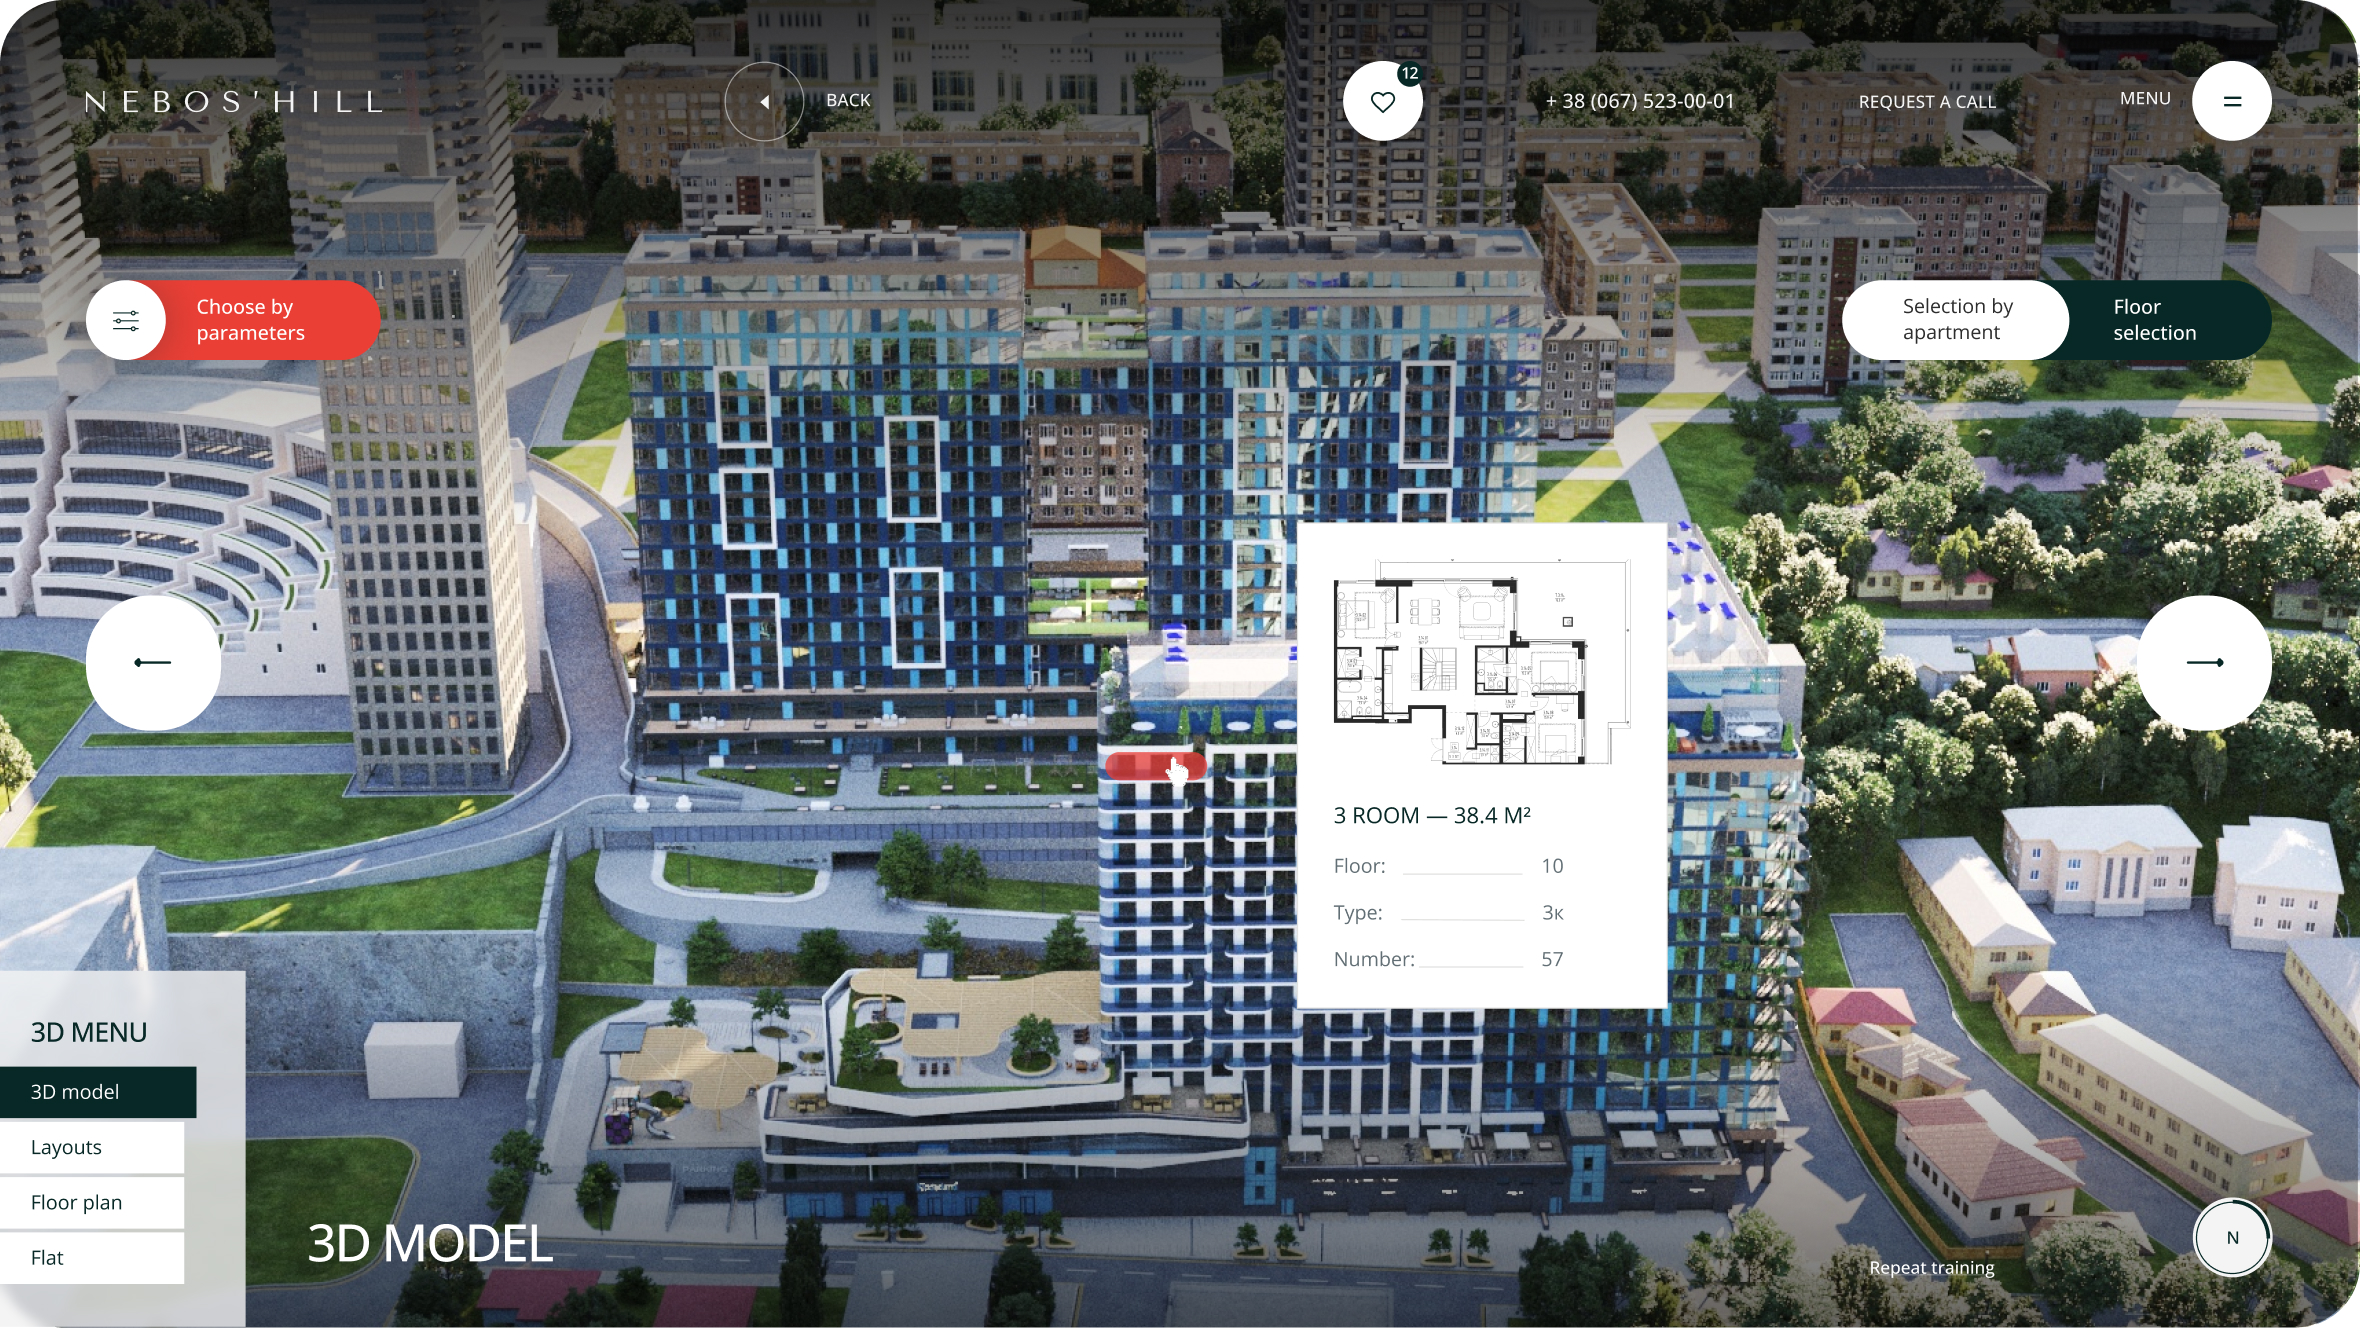 NEBOS'HILL
BACK
12
+ 38 (067) 523-00-01
REQUEST A CALL
MENU
Choose by
parameters
Selection by
apartment
Floor
selection
3 ROOM — 38.4 M²
Floor: 10
Type: 3к
Number: 57
3D MENU
3D model
Layouts
Floor plan
Flat
3D MODEL
PARKING
Repeat training
N